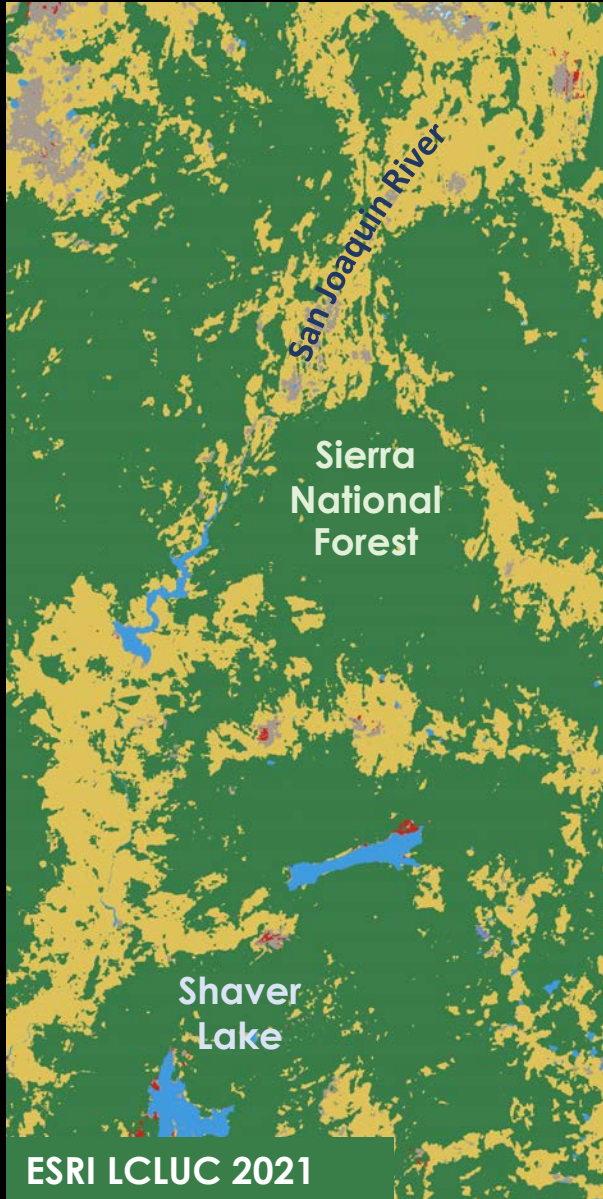 San Joaquin River
Sierra
National
Forest
Shaver
Lake
ESRI LCLUC 2021